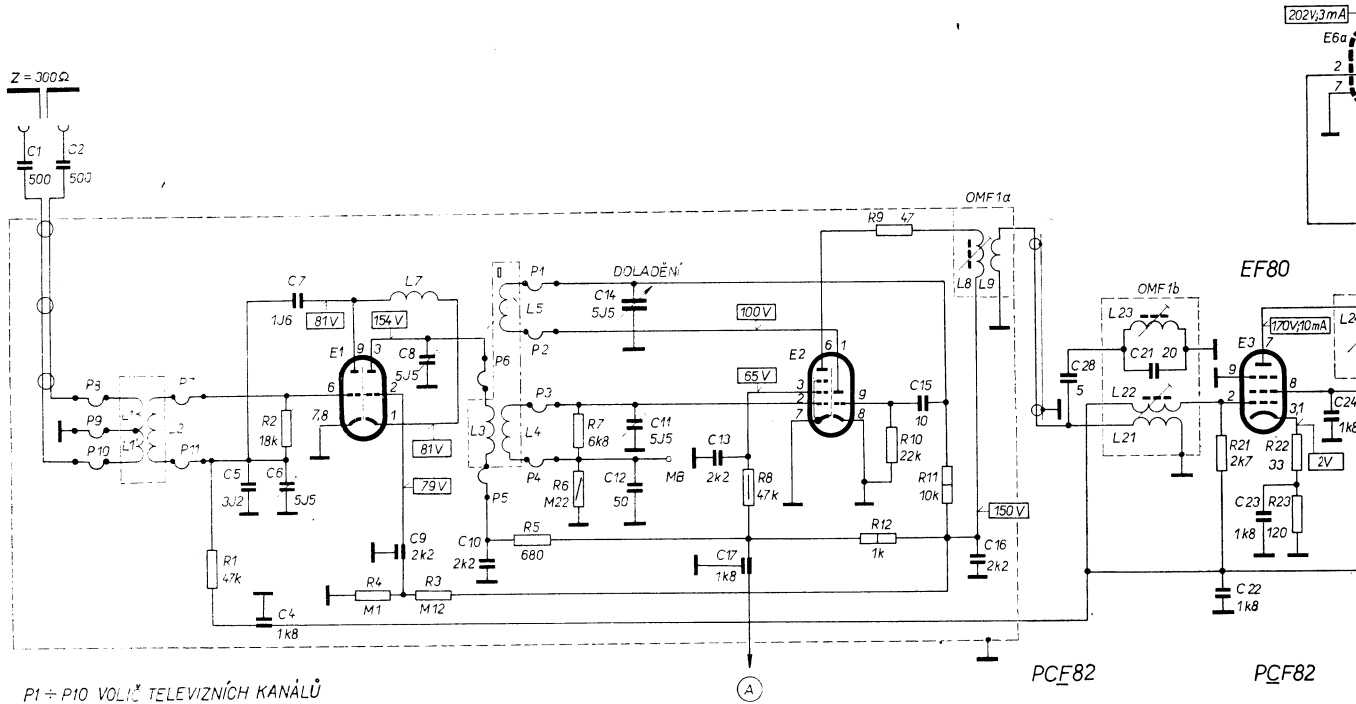 202V;3mA
E6a
2
7
Z = 300Ω
C1
500
C2
500
OMF1a
R9 47
L8 L9
P1
DOLADĚNÍ
C14
5J5
L5
P2
P6
C7
1J6
L7
81V
154V
E1
9 3
C8
5J5
6
2
7,8
1
81V
79V
100V
E2
6 1
65V
3
2
9
7
8
C15
10
R10
22k
R11
10k
P8
P7
P9
P10
P11
L1
L1'
L2
R2
18k
C5
3J2
C6
5J5
L3
L4
P3
P4
P5
R7
6k8
C11
5J5
R6
M22
C12
50
MB
C13
2k2
R8
47k
R1
47k
C9
2k2
C10
2k2
R5
680
C17
1k8
R12
1k
150V
C16
2k2
R4
M1
R3
M12
C4
1k8
EF80
OMF1b
L23
C21 20
C28
5
L22
L21
170V;10mA
E3
7
9
8
2
3,1
C24
1k8
R21
2k7
R22
33
2V
C23
1k8
R23
120
C22
1k8
PCF82
PCF82
A
P1 ÷ P10 VOLIČ TELEVIZNÍCH KANÁLŮ